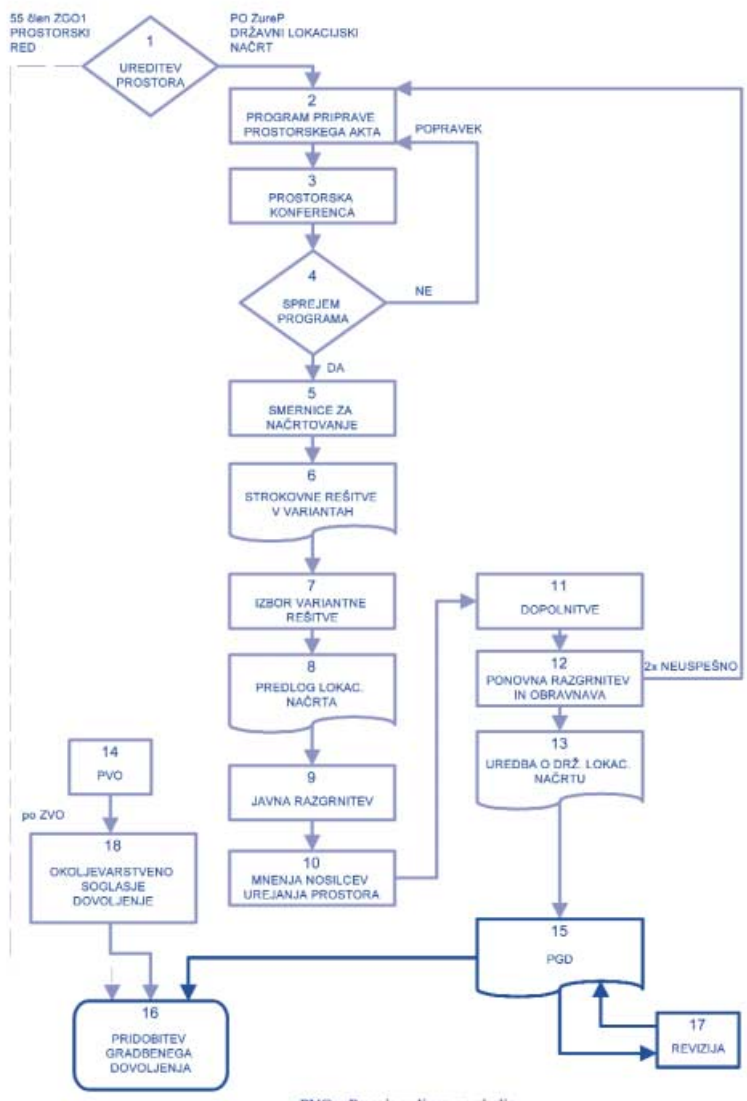 55 člen ZGO1
PROSTORSKI
RED
PO ZureP
DRŽAVNI LOKACIJSKI
NAČRT
1
UREDITEV
PROSTORA
2
PROGRAM PRIPRAVE
PROSTORSKEGA AKTA
POPRAVEK
3
PROSTORSKA
KONFERENCA
4
SPREJEM
PROGRAMA
NE
DA
5
SMERNICE ZA
NAČRTOVANJE
6
STROKOVNE REŠITVE
V VARIANTAH
7
IZBOR VARIANTNE
REŠITVE
8
PREDLOG LOKAC.
NAČRTA
9
JAVNA RAZGRNITEV
10
MNENJA NOSILCEV
UREJANJA PROSTORA
11
DOPOLNITVE
12
PONOVNA RAZGRNITEV
IN OBRAVNAVA
2x NEUSPEŠNO
13
UREDBA O DRŽ. LOKAC.
NAČRTU
14
PVO
po ZVO
18
OKOLJEVARSTVENO
SOGLASJE
DOVOLJENJE
15
PGD
16
PRIDOBITEV
GRADBENEGA
DOVOLJENJA
17
REVIZIJA